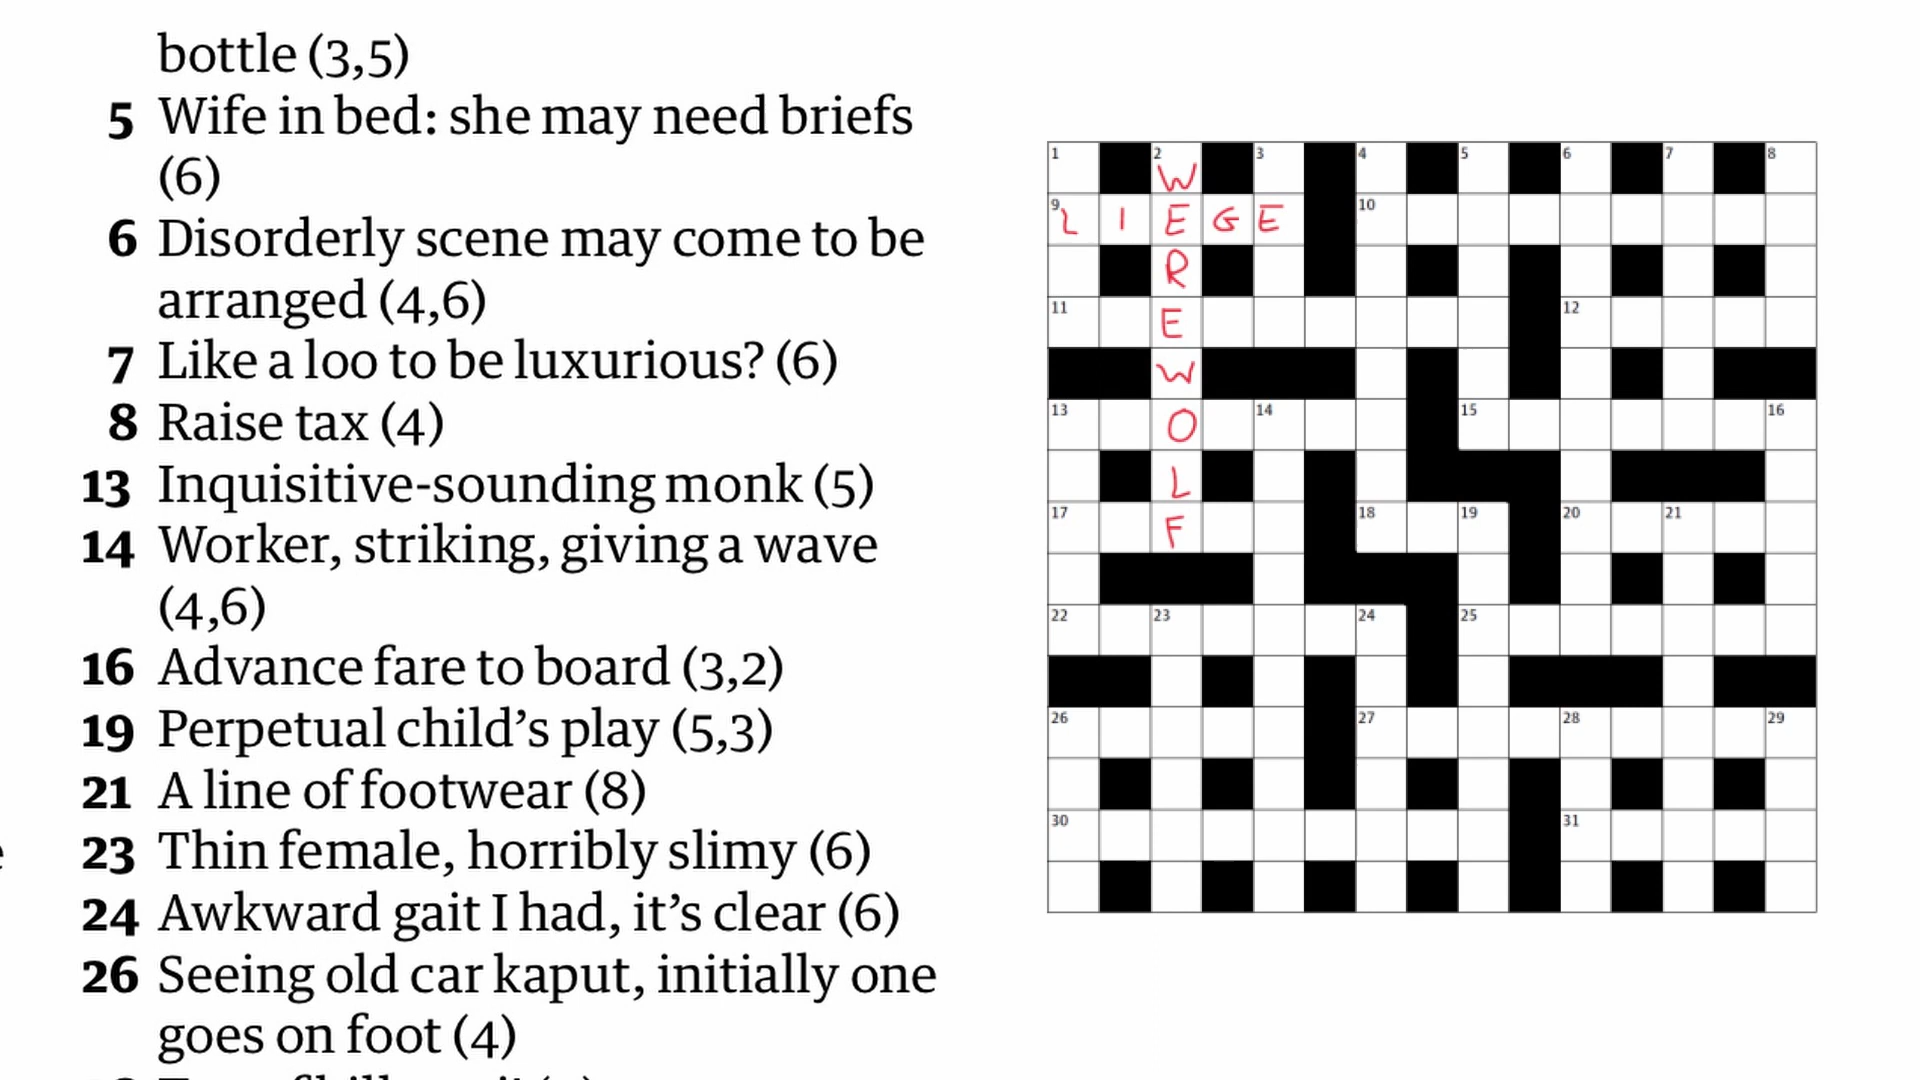 bottle (3,5)
5 Wife in bed: she may need briefs
(6)
6 Disorderly scene may come to be
arranged (4,6)
7 Like a loo to be luxurious? (6)
8 Raise tax (4)
13 Inquisitive-sounding monk (5)
14 Worker, striking, giving a wave
(4,6)
16 Advance fare to board (3,2)
19 Perpetual child's play (5,3)
21 A line of footwear (8)
23 Thin female, horribly slimy (6)
24 Awkward gait I had, it's clear (6)
26 Seeing old car kaput, initially one
goes on foot (4)
1 2 3 4 5 6 7 8
W
9 10
L I E G E
R
11 12
E
W
13 14 15 16
O
L
17 18 19 20 21
F
22 23 24 25
26 27 28 29
30 31